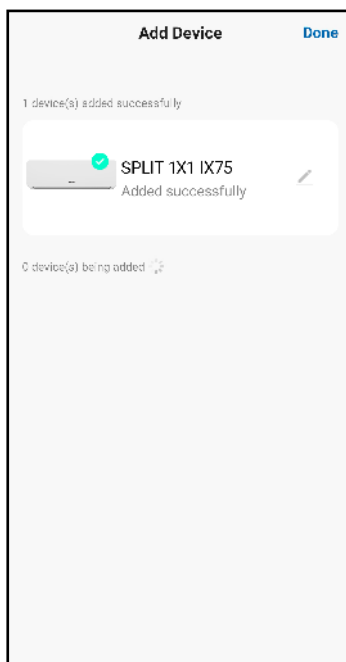 Add Device
Done
1 device(s) added successfully
SPLIT 1X1 IX75
Added successfully
0 device(s) being added